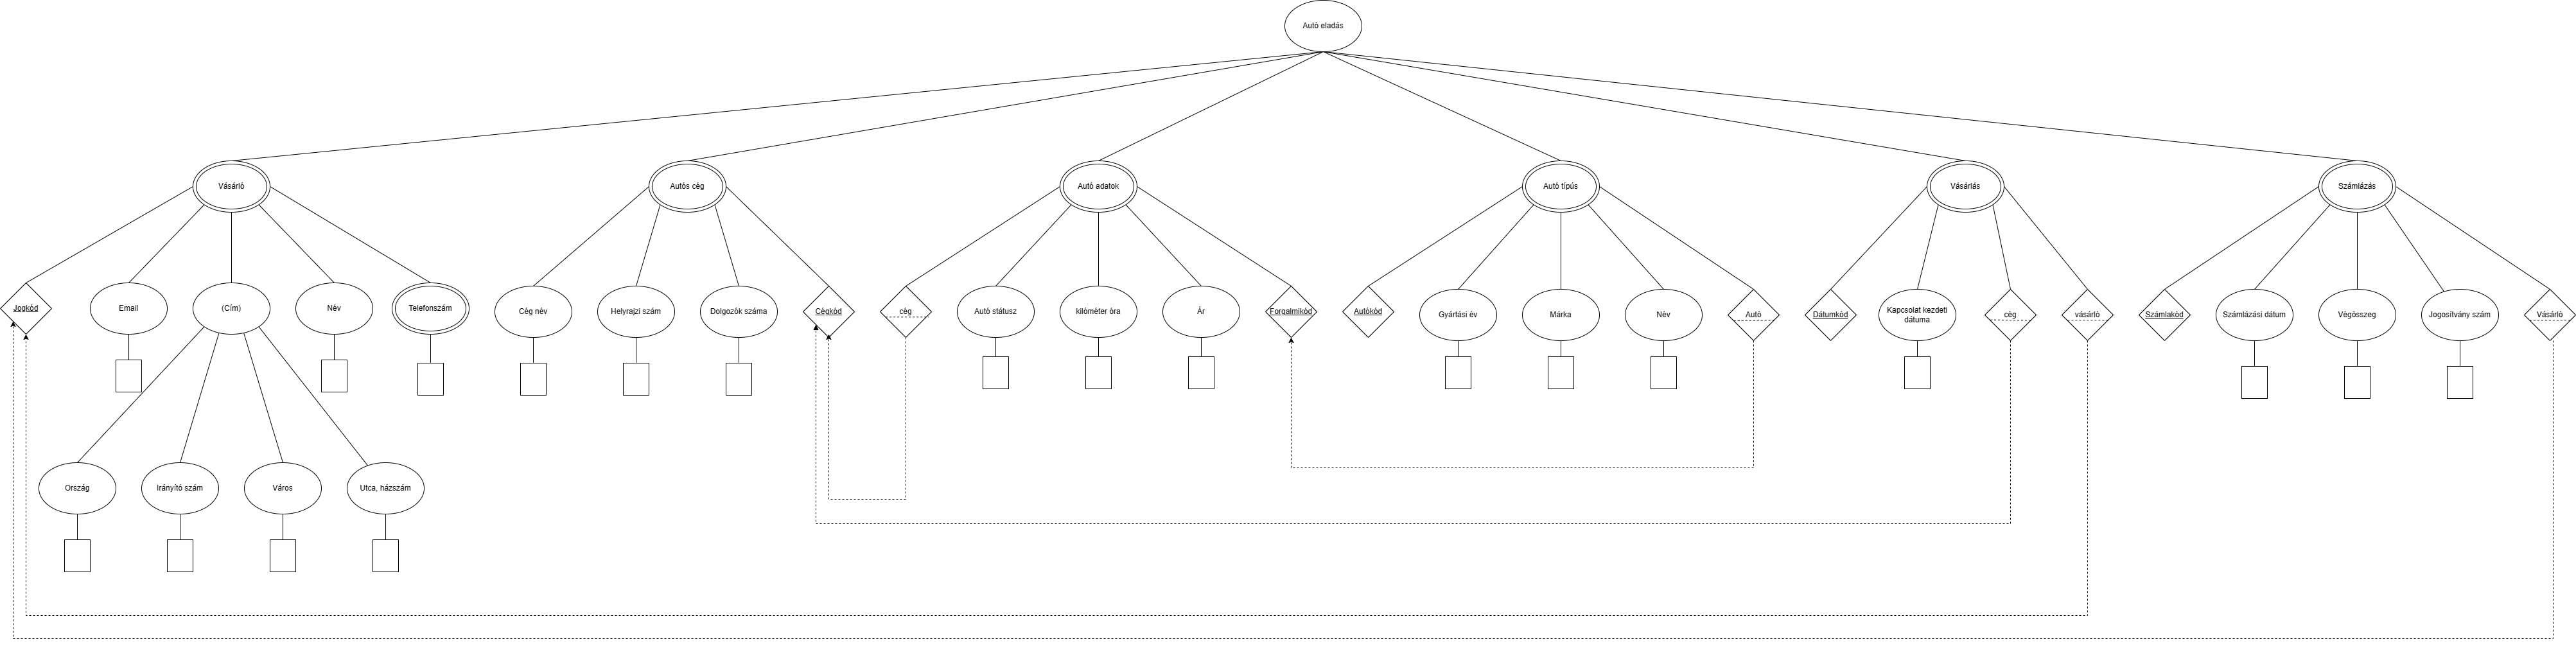 Autó eladás
Vásárló
Autós cég
Autó adatok
Autó típús
Vásárlás
Számlázás
Jogkód
Email
(Cím)
Név
Telefonszám
Cég név
Helyrajzi szám
Dolgozók száma
Cégkód
cég
Autó státusz
kilóméter óra
Ár
Forgalmikód
Autókód
Gyártási év
Márka
Név
Autó
Dátumkód
Kapcsolat kezdeti
dátuma
cég
vásárló
Számlakód
Számlázási dátum
Végösszeg
Jogosítvány szám
Vásárló
Ország
Irányító szám
Város
Utca, házszám